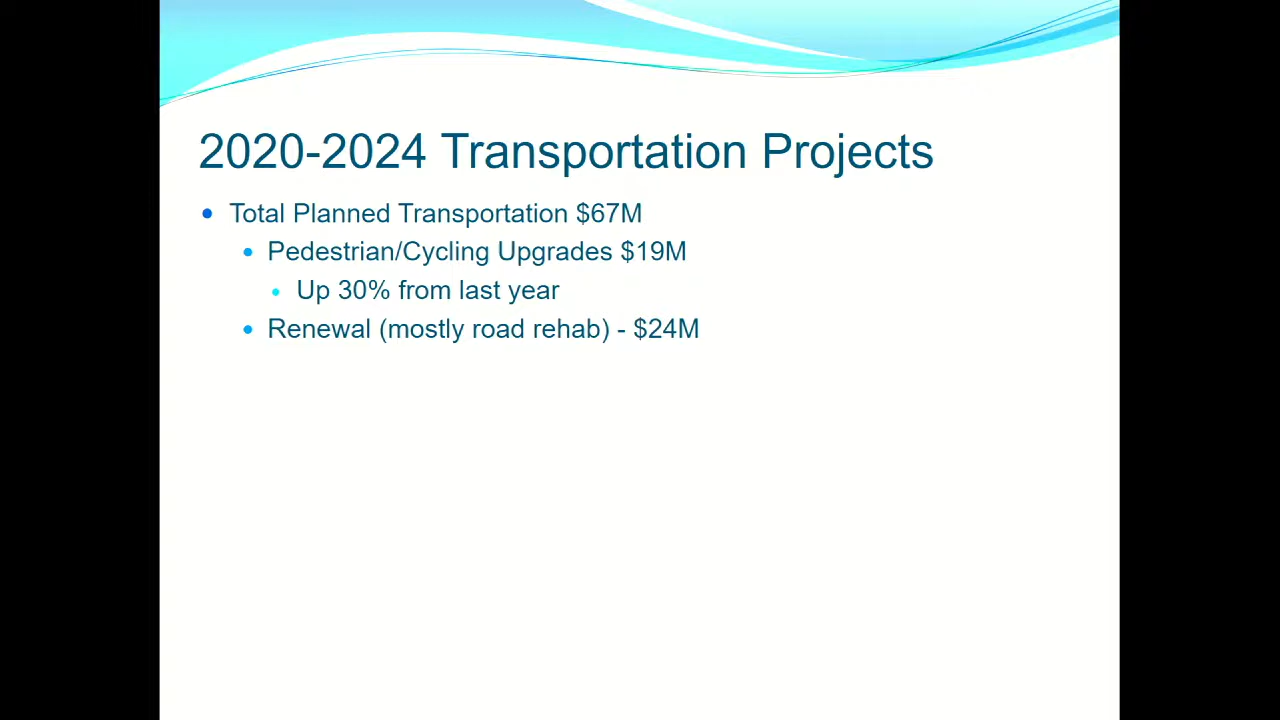 2020-2024 Transportation Projects
Total Planned Transportation $67M
Pedestrian/Cycling Upgrades $19M
Up 30% from last year
Renewal (mostly road rehab) - $24M